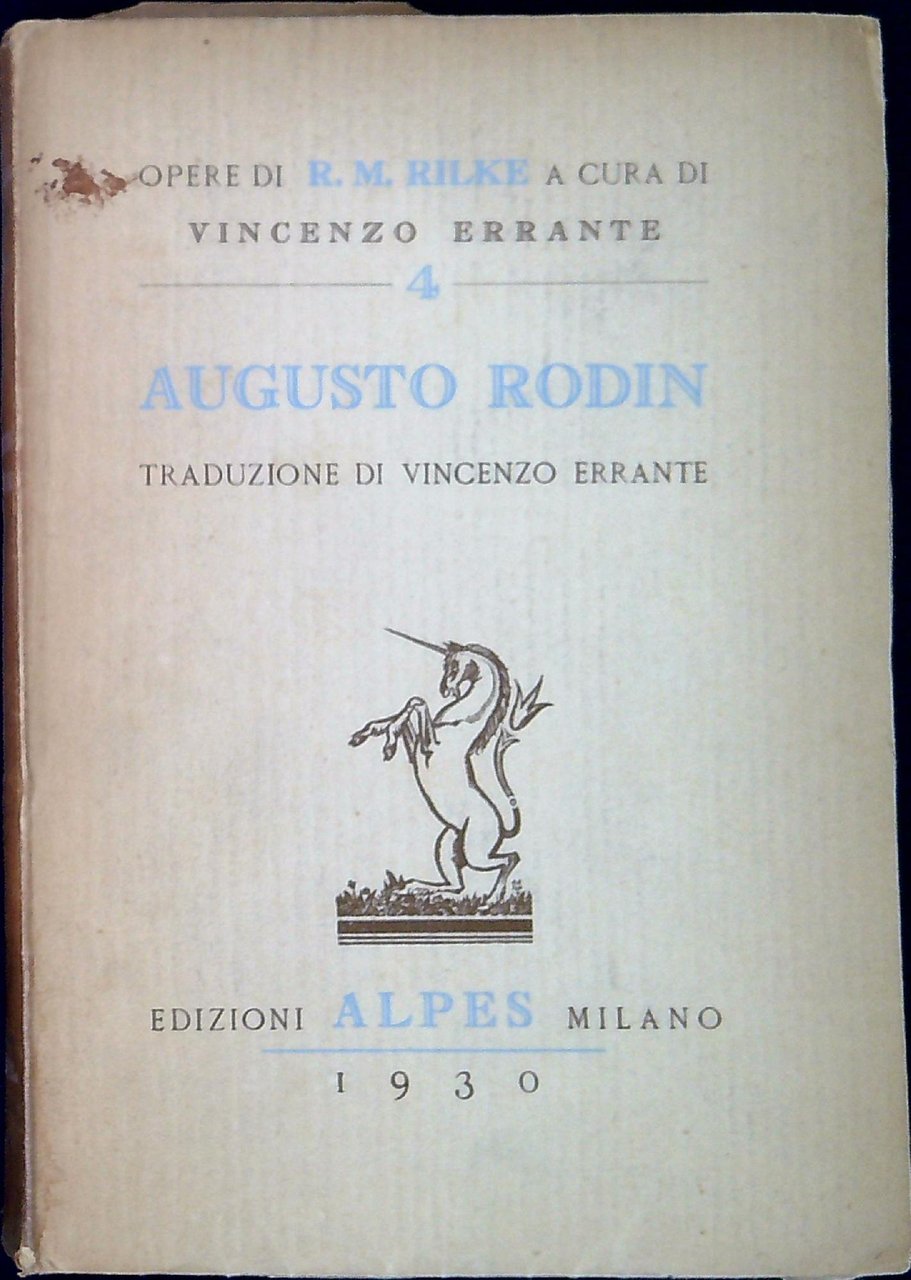 OPERE DI R. M. RILKE A CURA DI
VINCENZO ERRANTE
4
AUGUSTO RODIN
TRADUZIONE DI VINCENZO ERRANTE
EDIZIONI ALPES MILANO
1930